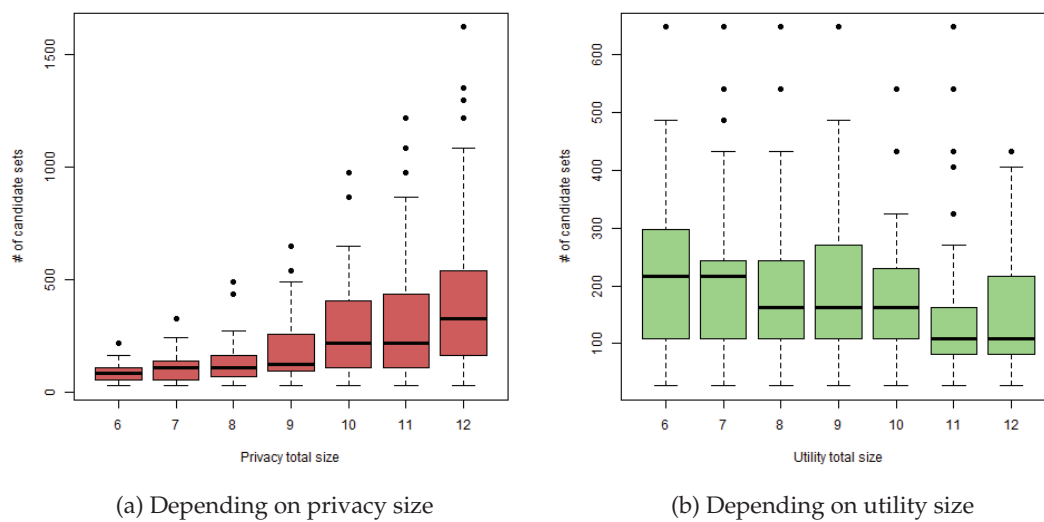 # of candidate sets
1500
1000
500
0
6 7 8 9 10 11 12
Privacy total size
(a) Depending on privacy size
# of candidate sets
600
500
400
300
200
100
6 7 8 9 10 11 12
Utility total size
(b) Depending on utility size